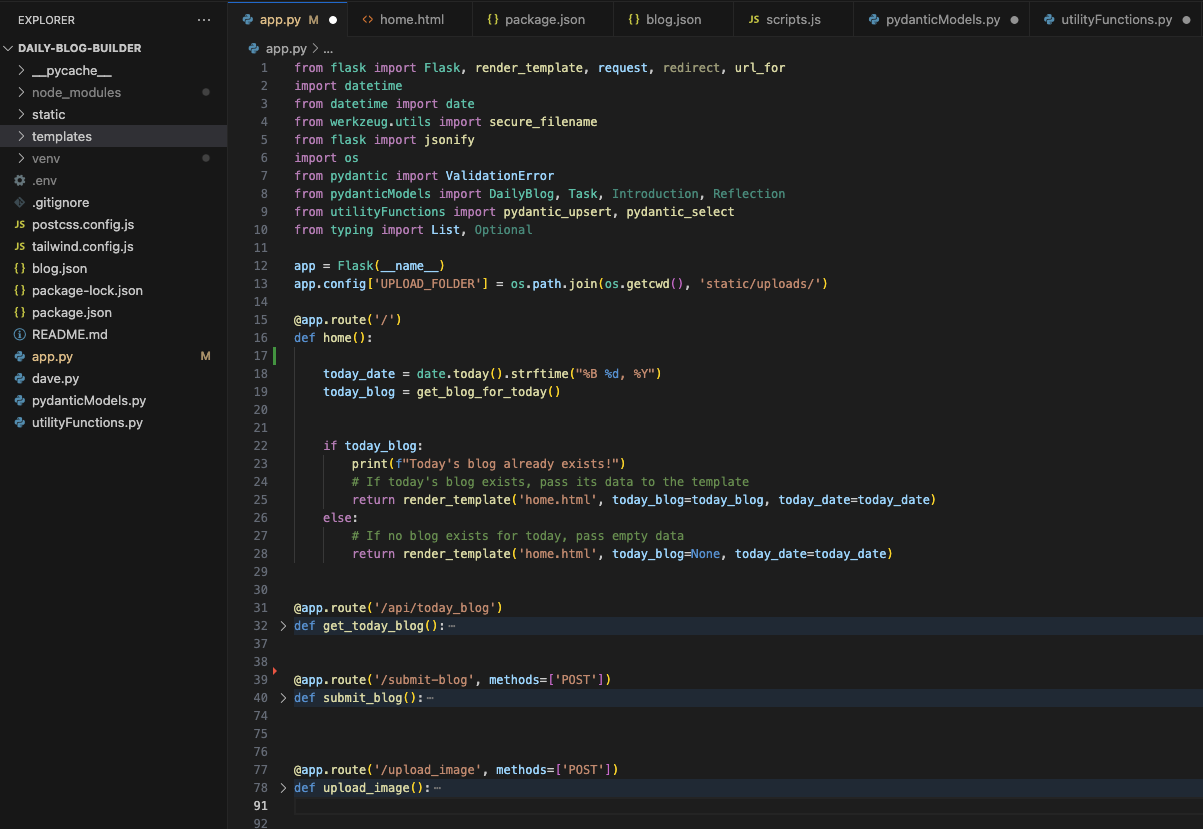 EXPLORER
DAILY-BLOG-BUILDER
__pycache__
node_modules
static
templates
venv
.env
.gitignore
JS postcss.config.js
JS tailwind.config.js
{} blog.json
{} package-lock.json
{} package.json
README.md
app.py M
dave.py
pydanticModels.py
utilityFunctions.py
app.py M
<> home.html
{} package.json
{} blog.json
JS scripts.js
pydanticModels.py
utilityFunctions.py
app.py > ...
1 from flask import Flask, render_template, request, redirect, url_for
2 import datetime
3 from datetime import date
4 from werkzeug.utils import secure_filename
5 from flask import jsonify
6 import os
7 from pydantic import ValidationError
8 from pydanticModels import DailyBlog, Task, Introduction, Reflection
9 from utilityFunctions import pydantic_upsert, pydantic_select
10 from typing import List, Optional
11
12 app = Flask(__name__)
13 app.config['UPLOAD_FOLDER'] = os.path.join(os.getcwd(), 'static/uploads/')
14
15 @app.route('/')
16 def home():
17
18     today_date = date.today().strftime("%B %d, %Y")
19     today_blog = get_blog_for_today()
20
21
22     if today_blog:
23         print(f"Today's blog already exists!")
24         # If today's blog exists, pass its data to the template
25         return render_template('home.html', today_blog=today_blog, today_date=today_date)
26     else:
27         # If no blog exists for today, pass empty data
28         return render_template('home.html', today_blog=None, today_date=today_date)
29
30
31 @app.route('/api/today_blog')
32 def get_today_blog():⋯
37
38
39 @app.route('/submit-blog', methods=['POST'])
40 def submit_blog():⋯
74
75
76
77 @app.route('/upload_image', methods=['POST'])
78 def upload_image():⋯
91
92